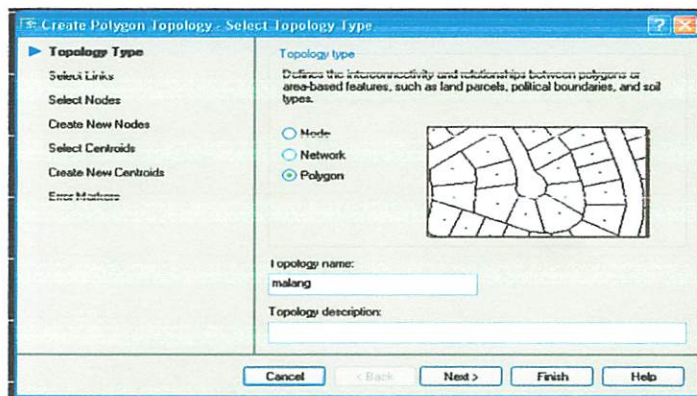 Create Polygon Topology - Select Topology Type
Topology Type
Select Links
Select Nodes
Create New Nodes
Select Centroids
Create New Centroids
Error Markers
Topology type
Defines the interconnectivity and relationships between polygons or
area-based features, such as land parcels, political boundaries, and soil
types.
Node
Network
Polygon
Topology name:
malang
Topology description:
Cancel
< Back
Next >
Finish
Help